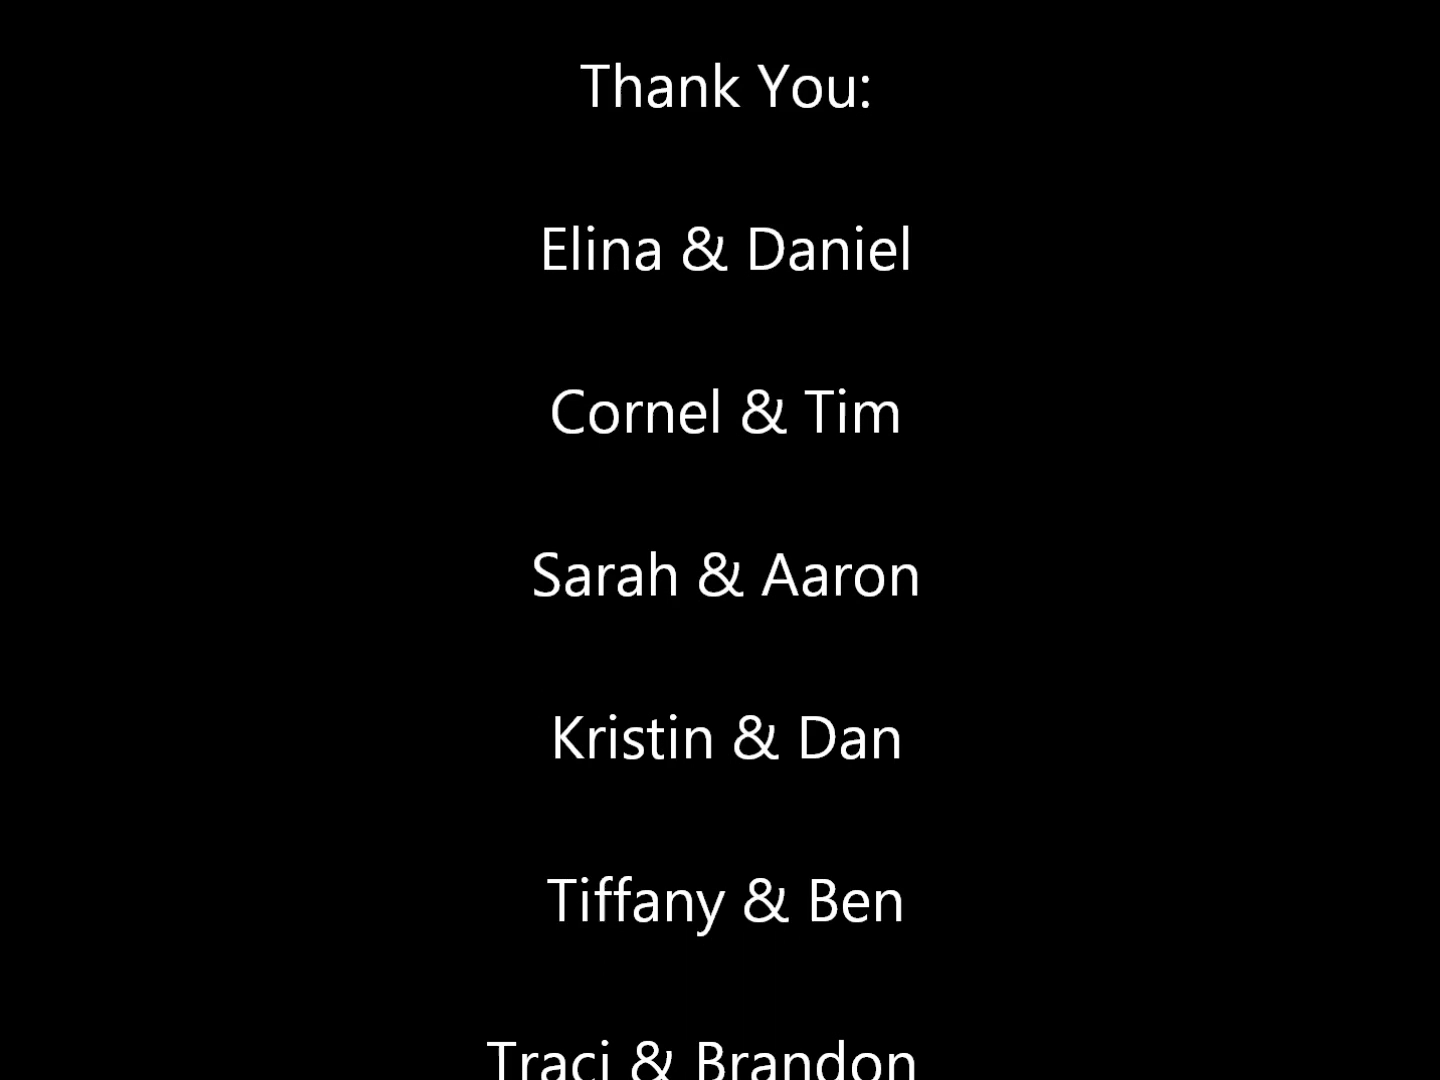 Thank You:
Elina & Daniel
Cornel & Tim
Sarah & Aaron
Kristin & Dan
Tiffany & Ben
Traci & Brandon